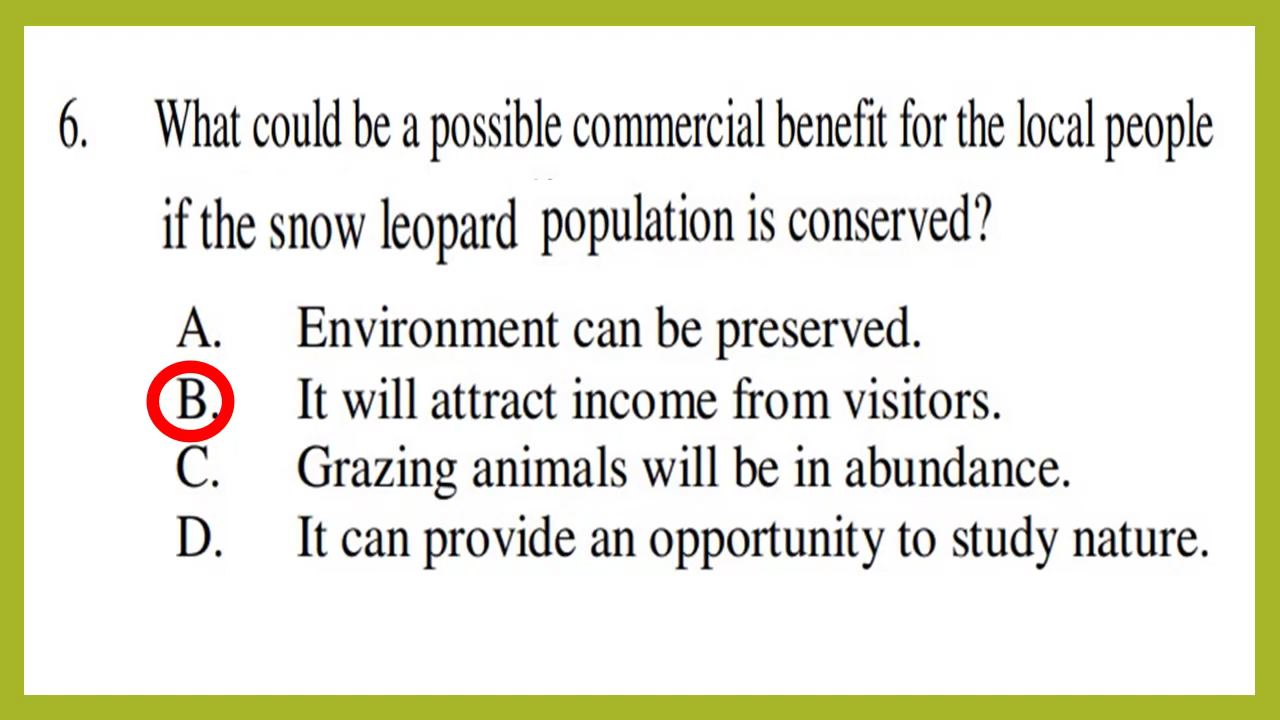 6. What could be a possible commercial benefit for the local people
if the snow leopard population is conserved?
A. Environment can be preserved.
B. It will attract income from visitors.
C. Grazing animals will be in abundance.
D. It can provide an opportunity to study nature.